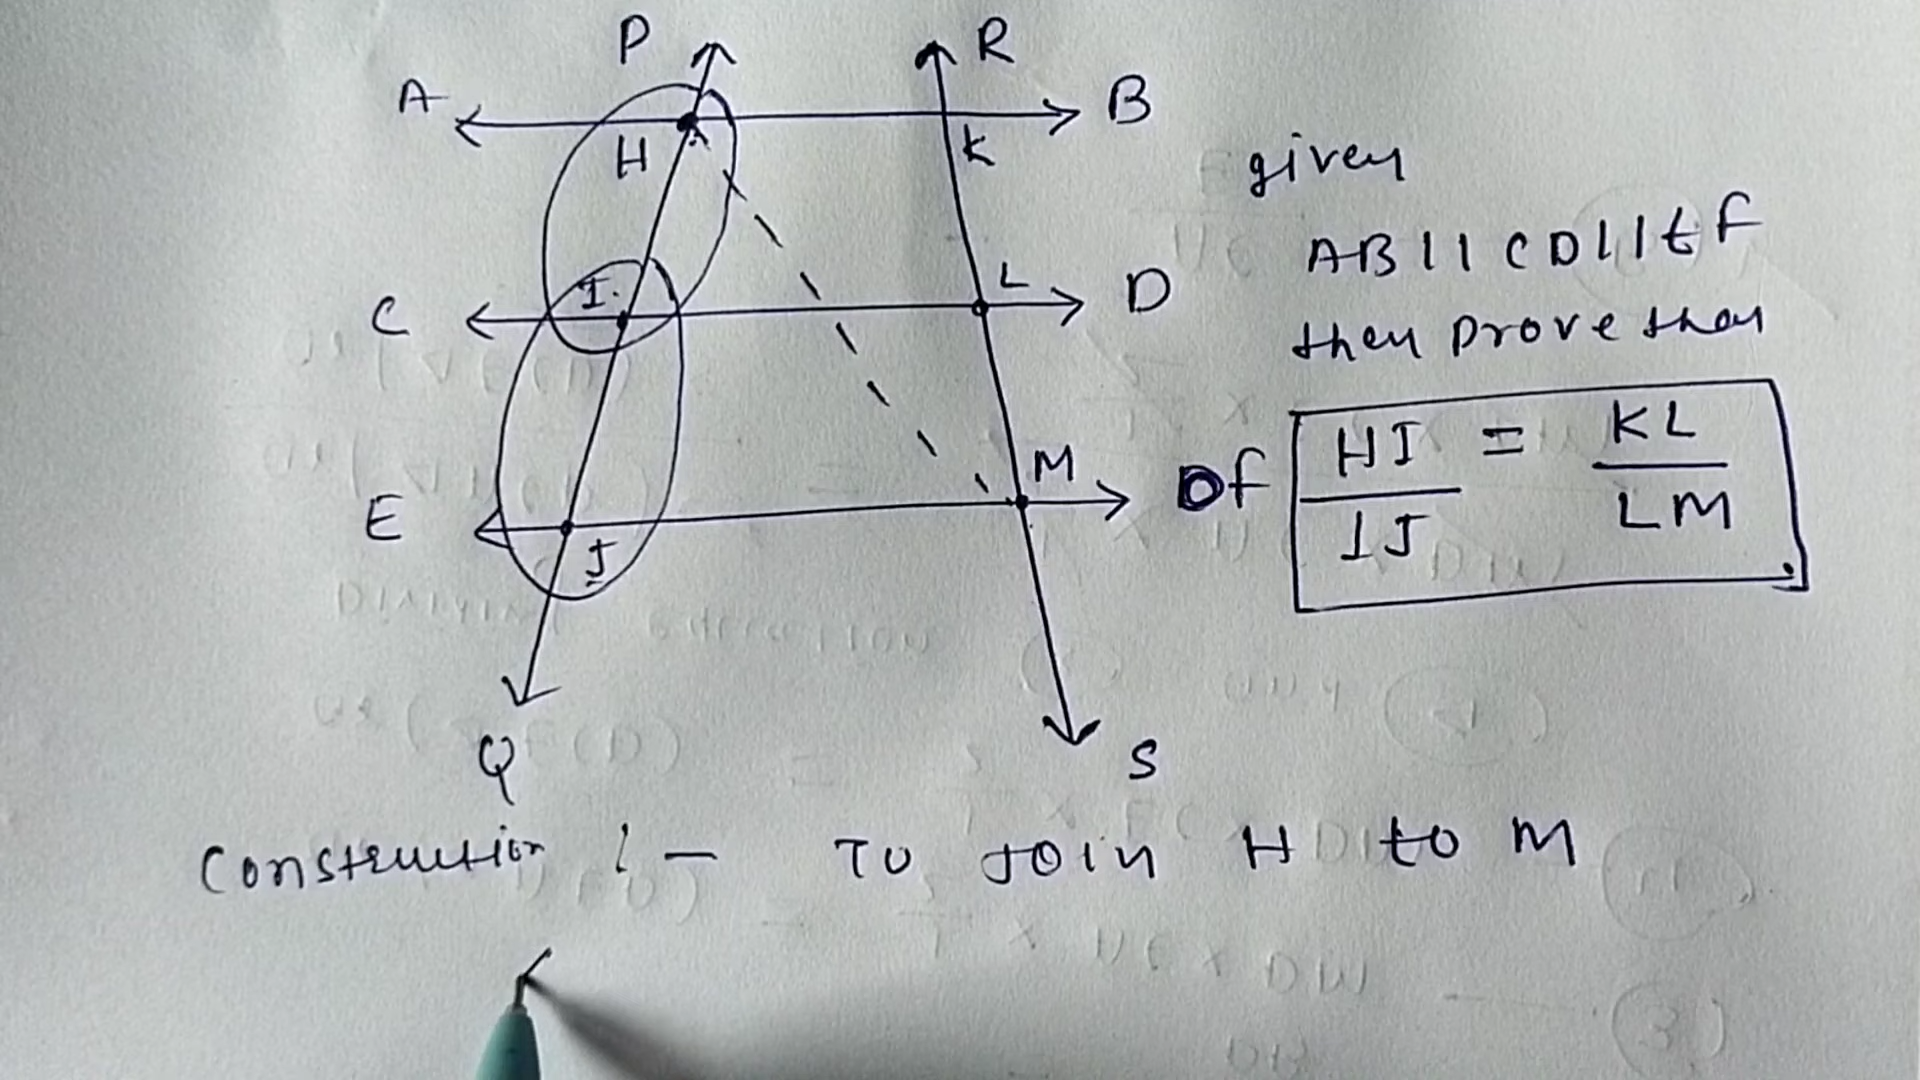 P R
A B
H K
given
AB || CD || EF
then prove that
I L
C D
HI = KL
IJ LM
M
E Of
J
Q S
Construction :- To Join H to M